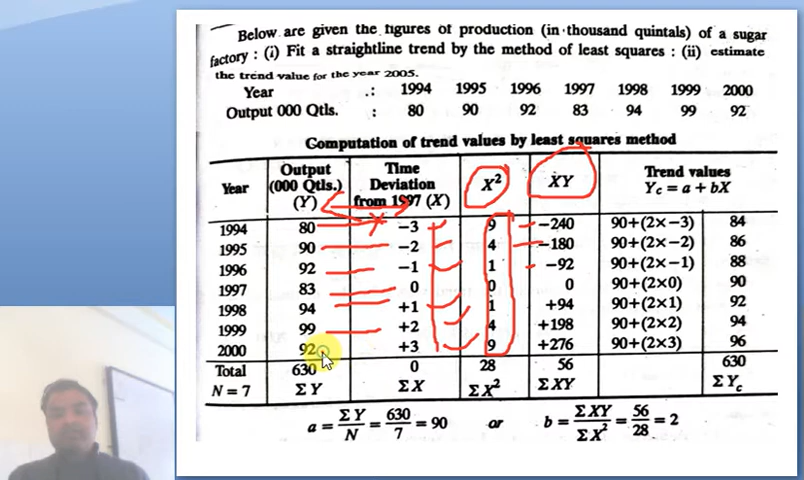 Below are given the figures of production (in thousand quintals) of a sugar
factory : (i) Fit a straightline trend by the method of least squares : (ii) estimate
the trend value for the year 2005.
Year .: 1994 1995 1996 1997 1998 1999 2000
Output 000 Qtls. : 80 90 92 83 94 99 92
Computation of trend values by least squares method
Year Output (000 Qtls.) (Y) Time Deviation from 1997 (X) X² XY Trend values Yc = a + bX
1994 80 -3 9 -240 90+(2×-3) 84
1995 90 -2 4 -180 90+(2×-2) 86
1996 92 -1 1 -92 90+(2×-1) 88
1997 83 0 0 0 90+(2×0) 90
1998 94 +1 1 +94 90+(2×1) 92
1999 99 +2 4 +198 90+(2×2) 94
2000 92 +3 9 +276 90+(2×3) 96
Total 630 0 28 56 630
N = 7 ΣY ΣX ΣX² ΣXY ΣYc
a = ΣY/N = 630/7 = 90 or b = ΣXY/ΣX² = 56/28 = 2